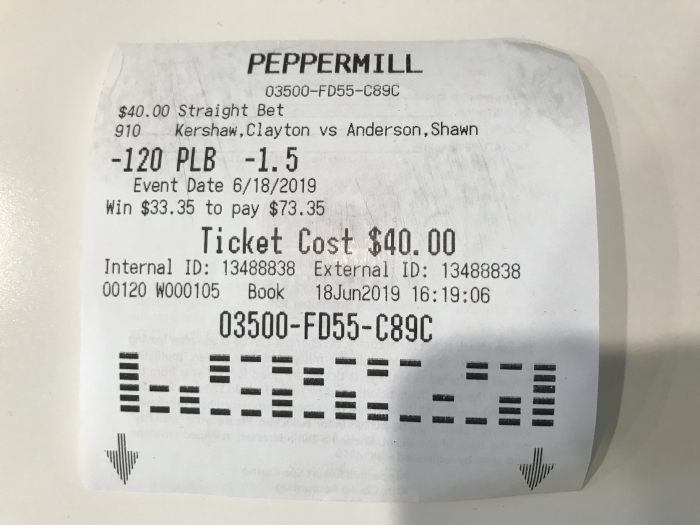 PEPPERMILL
03500-FD55-C89C
$40.00 Straight Bet
910 Kershaw,Clayton vs Anderson,Shawn
-120 PLB -1.5
Event Date 6/18/2019
Win $33.35 to pay $73.35
Ticket Cost $40.00
Internal ID: 13488838 External ID: 13488838
00120 W000105 Book 18Jun2019 16:19:06
03500-FD55-C89C